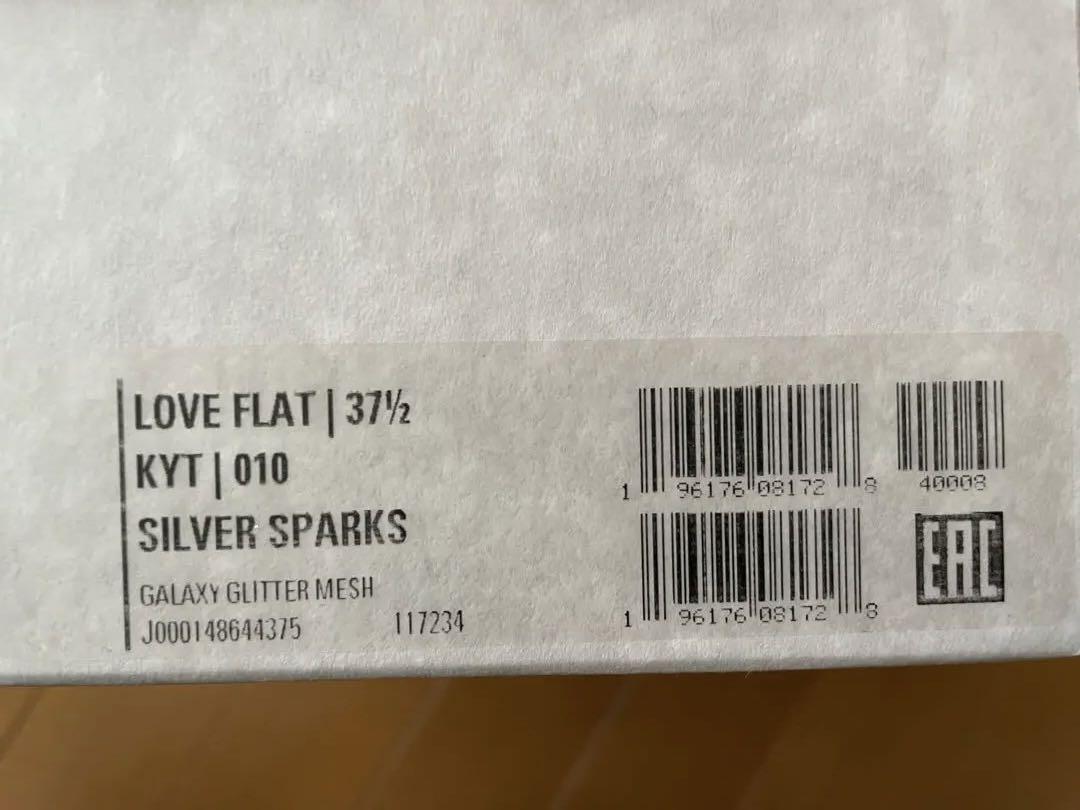 LOVE FLAT | 37½
KYT | 010
SILVER SPARKS
GALAXY GLITTER MESH
J000148644375 117234
1 96176 08172 8
40008
1 96176 08172 8
EAC